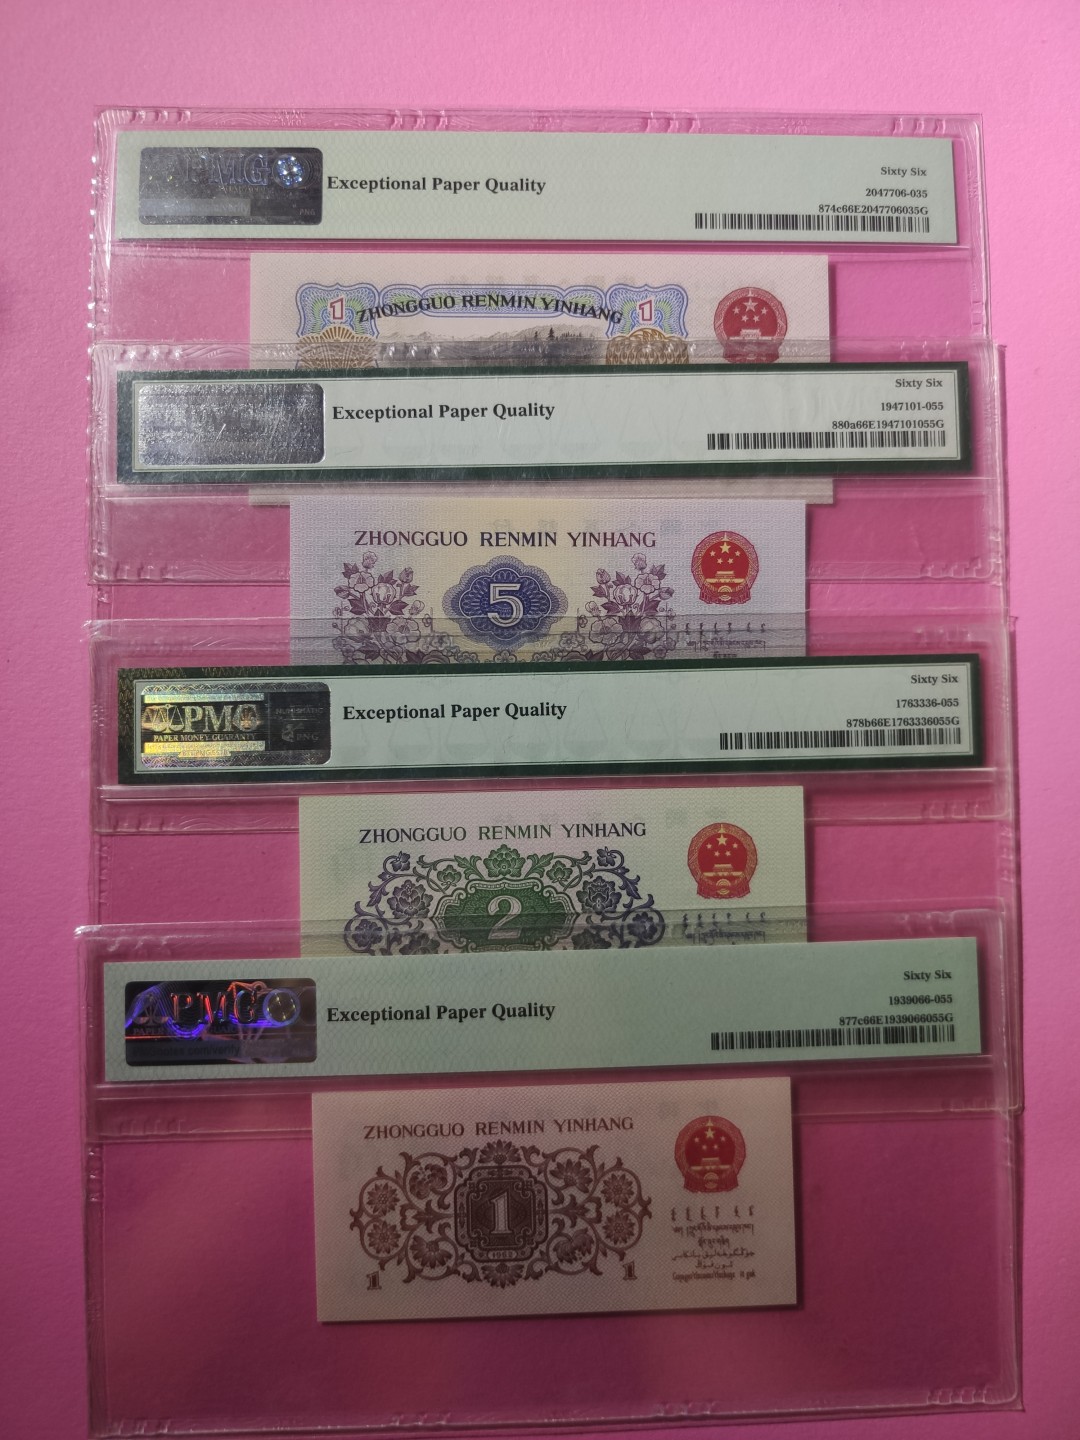 PMG
PNG
Exceptional Paper Quality
Sixty Six
2047706-035
874c66E2047706035G
1
ZHONGGUO RENMIN YINHANG
1
Exceptional Paper Quality
Sixty Six
1947101-055
880a66E1947101055G
ZHONGGUO RENMIN YINHANG
5
PMG
PAPER MONEY GUARANTY
PNG
Exceptional Paper Quality
Sixty Six
1763336-055
878b66E1763336055G
ZHONGGUO RENMIN YINHANG
2
PMG
Exceptional Paper Quality
Sixty Six
1939066-055
877c66E1939066055G
ZHONGGUO RENMIN YINHANG
1
1962
1
1